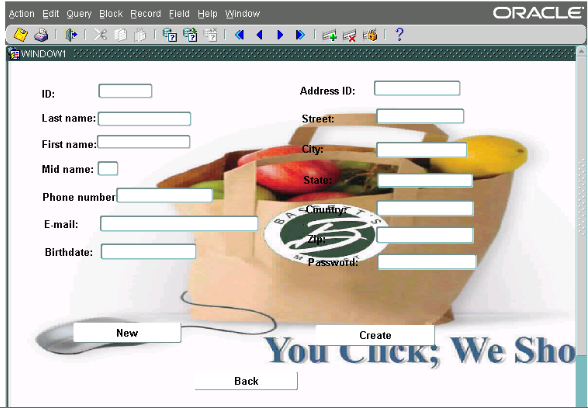 Action Edit Query Block Record Field Help Window ORACLE
WINDOW1
ID:
Last name:
First name:
Mid name:
Phone number
E-mail:
Birthdate:
Address ID:
Street:
City:
State:
Country:
Zip:
Password:
New
Create
You Click; We Sho
Back